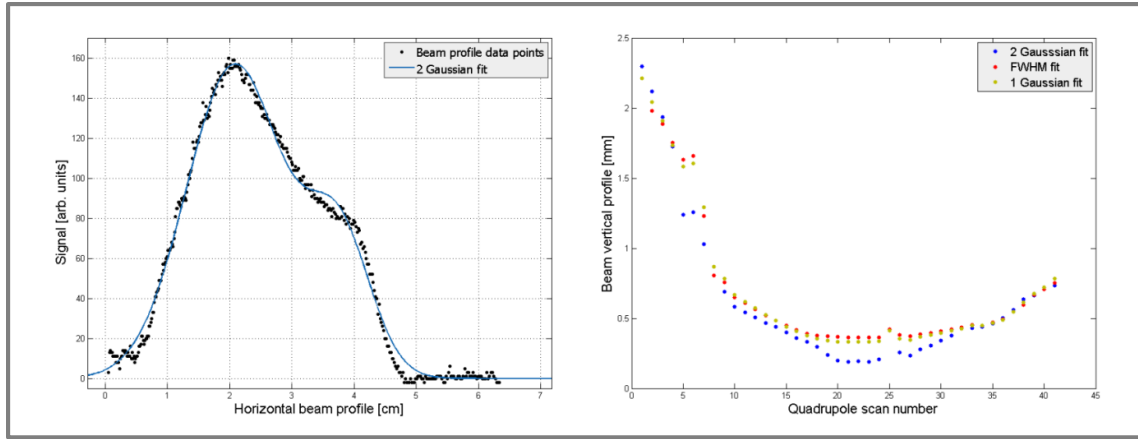 160
140
120
100
80
60
40
20
0
Signal [arb. units]
Beam profile data points
2 Gaussian fit
0 1 2 3 4 5 6 7
Horizontal beam profile [cm]
2.5
2
1.5
1
0.5
0
Beam vertical profile [mm]
2 Gausssian fit
FWHM fit
1 Gaussian fit
0 5 10 15 20 25 30 35 40 45
Quadrupole scan number